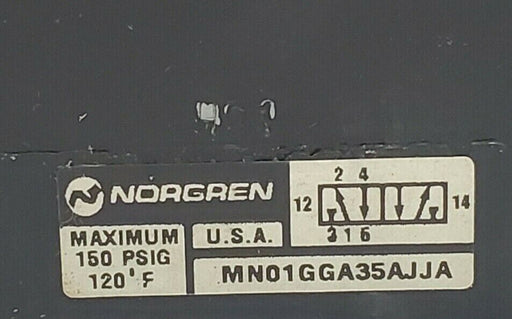 NORGREN
MAXIMUM
150 PSIG
120°F
U.S.A.
2 4
12 14
3 1 5
MN01GGA35AJJA